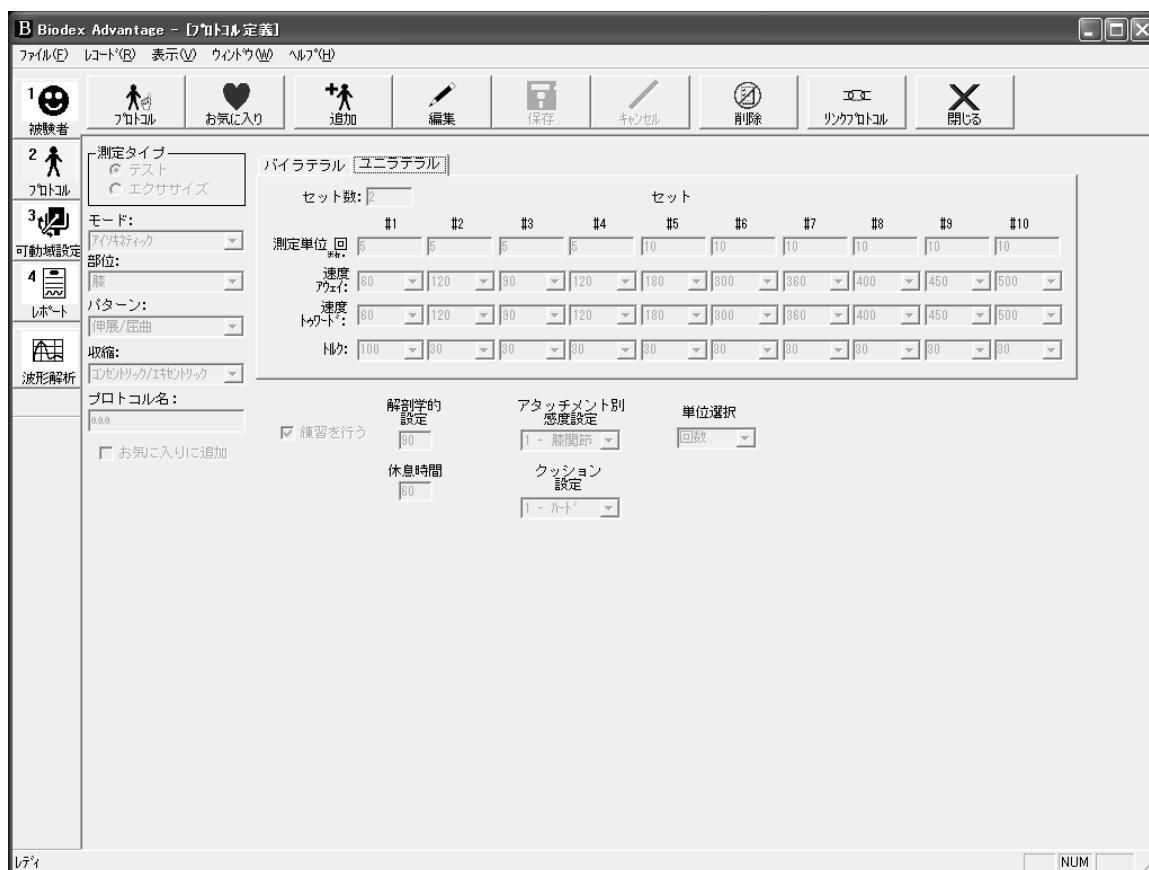 B Biodex Advantage - [ﾌﾟﾛﾄｺﾙ定義]
ﾌｧｲﾙ(F) ﾚｺｰﾄﾞ(R) 表示(V) ｳｨﾝﾄﾞｳ(W) ﾍﾙﾌﾟ(H)
1 被験者
ﾌﾟﾛﾄｺﾙ お気に入り 追加 編集 保存 ｷｬﾝｾﾙ 削除 ﾘﾝｸﾌﾟﾛﾄｺﾙ 閉じる
2 ﾌﾟﾛﾄｺﾙ
3 可動域設定
4 ﾚﾎﾟｰﾄ
波形解析
測定タイプ
テスト
エクササイズ
モード:
ｱｲｿｷﾈﾃｨｯｸ
部位:
膝
パターン:
伸展/屈曲
収縮:
ｺﾝｾﾝﾄﾘｯｸ/ｴｷｾﾝﾄﾘｯｸ
プロトコル名:
aaa
お気に入りに追加
バイラテラル ユニラテラル
セット数: 2 セット
#1 #2 #3 #4 #5 #6 #7 #8 #9 #10
測定単位 回 5 5 5 5 10 10 10 10 10 10
速度
ｱｳｪｲ: 60 120 90 120 180 300 360 400 450 500
速度
ﾄｩﾜｰﾄﾞ: 60 120 90 120 180 300 360 400 450 500
ﾄﾙｸ: 100 30 30 30 30 30 30 30 30 30
練習を行う
解剖学的
設定
90
休息時間
60
アタッチメント別
感度設定
1 - 膝関節
クッション
設定
1 - ﾊｰﾄﾞ
単位選択
回数
ﾚﾃﾞｨ NUM